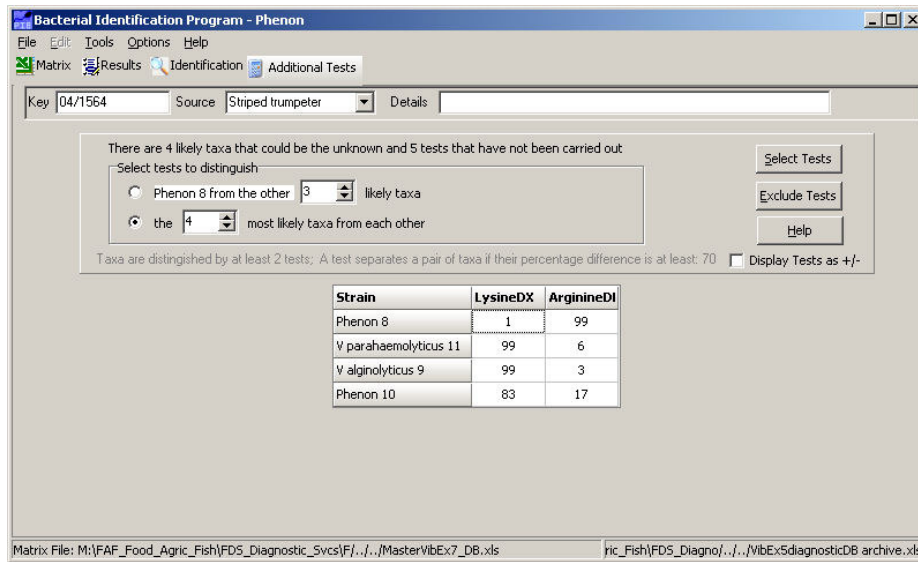 Bacterial Identification Program - Phenon
File Edit Tools Options Help
Matrix Results Identification Additional Tests
Key 04/1564 Source Striped trumpeter Details
There are 4 likely taxa that could be the unknown and 5 tests that have not been carried out
Select tests to distinguish
Select Tests
Phenon 8 from the other 3 likely taxa
Exclude Tests
the 4 most likely taxa from each other
Help
Taxa are distingished by at least 2 tests; A test separates a pair of taxa if their percentage difference is at least: 70 Display Tests as +/-
Strain LysineDX ArginineDI
Phenon 8 1 99
V parahaemolyticus 11 99 6
V alginolyticus 9 99 3
Phenon 10 83 17
Matrix File: M:\FAF_Food_Agric_Fish\FDS_Diagnostic_Svcs\F/../../MasterVibEx7_DB.xls ric_Fish\FDS_Diagno/../../VibEx5diagnosticDB archive.xls